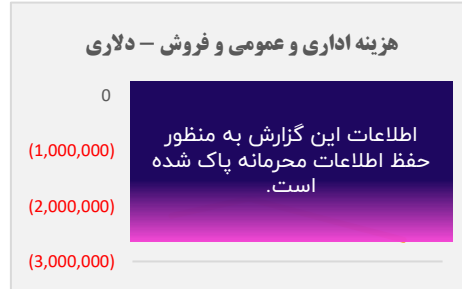 هزینه اداری و عمومی و فروش – دلاری
0
(1,000,000)
(2,000,000)
(3,000,000)
اطلاعات این گزارش به منظور
حفظ اطلاعات محرمانه پاک شده
است.